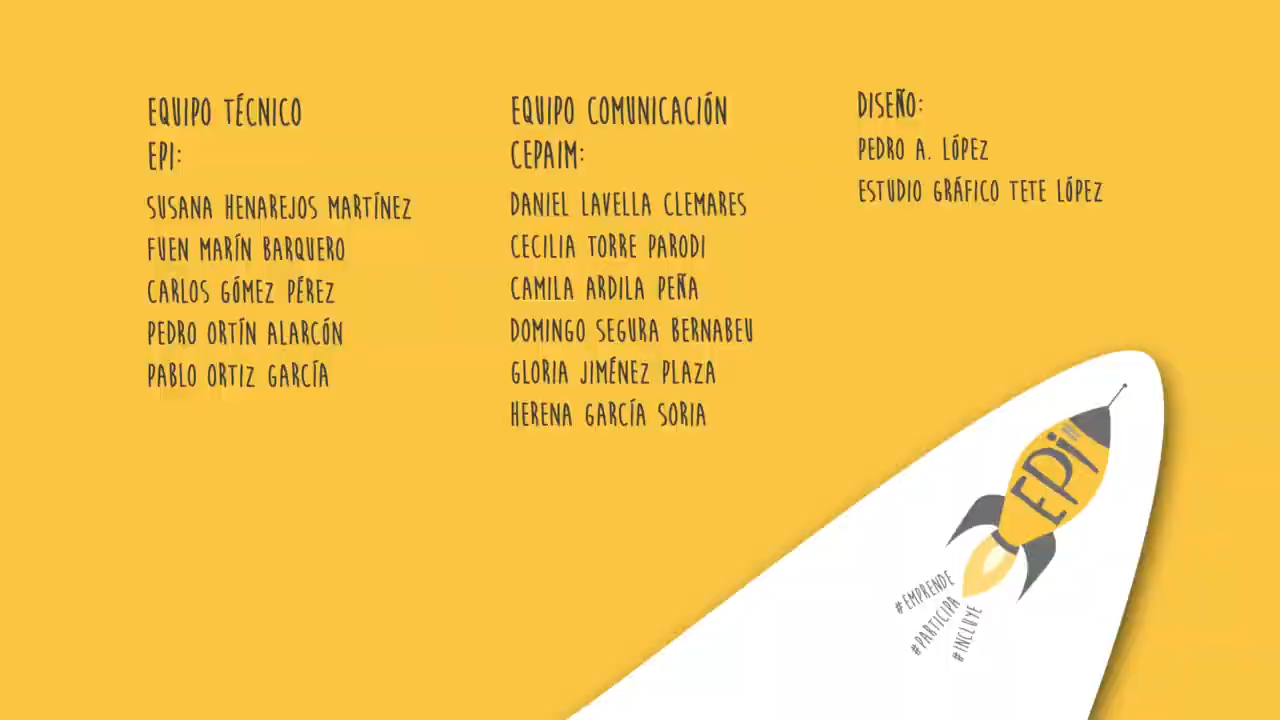 EQUIPO TÉCNICO
EPI:
SUSANA HENAREJOS MARTÍNEZ
FUEN MARÍN BARQUERO
CARLOS GÓMEZ PÉREZ
PEDRO ORTÍN ALARCÓN
PABLO ORTIZ GARCÍA
EQUIPO COMUNICACIÓN
CEPAIM:
DANIEL LAVELLA CLEMARES
CECILIA TORRE PARODI
CAMILA ARDILA PEÑA
DOMINGO SEGURA BERNABEU
GLORIA JIMÉNEZ PLAZA
HERENA GARCÍA SORIA
DISEÑO:
PEDRO A. LÓPEZ
ESTUDIO GRÁFICO TETE LÓPEZ
EPi
#EMPRENDE
#PARTICIPA
#INCLUYE